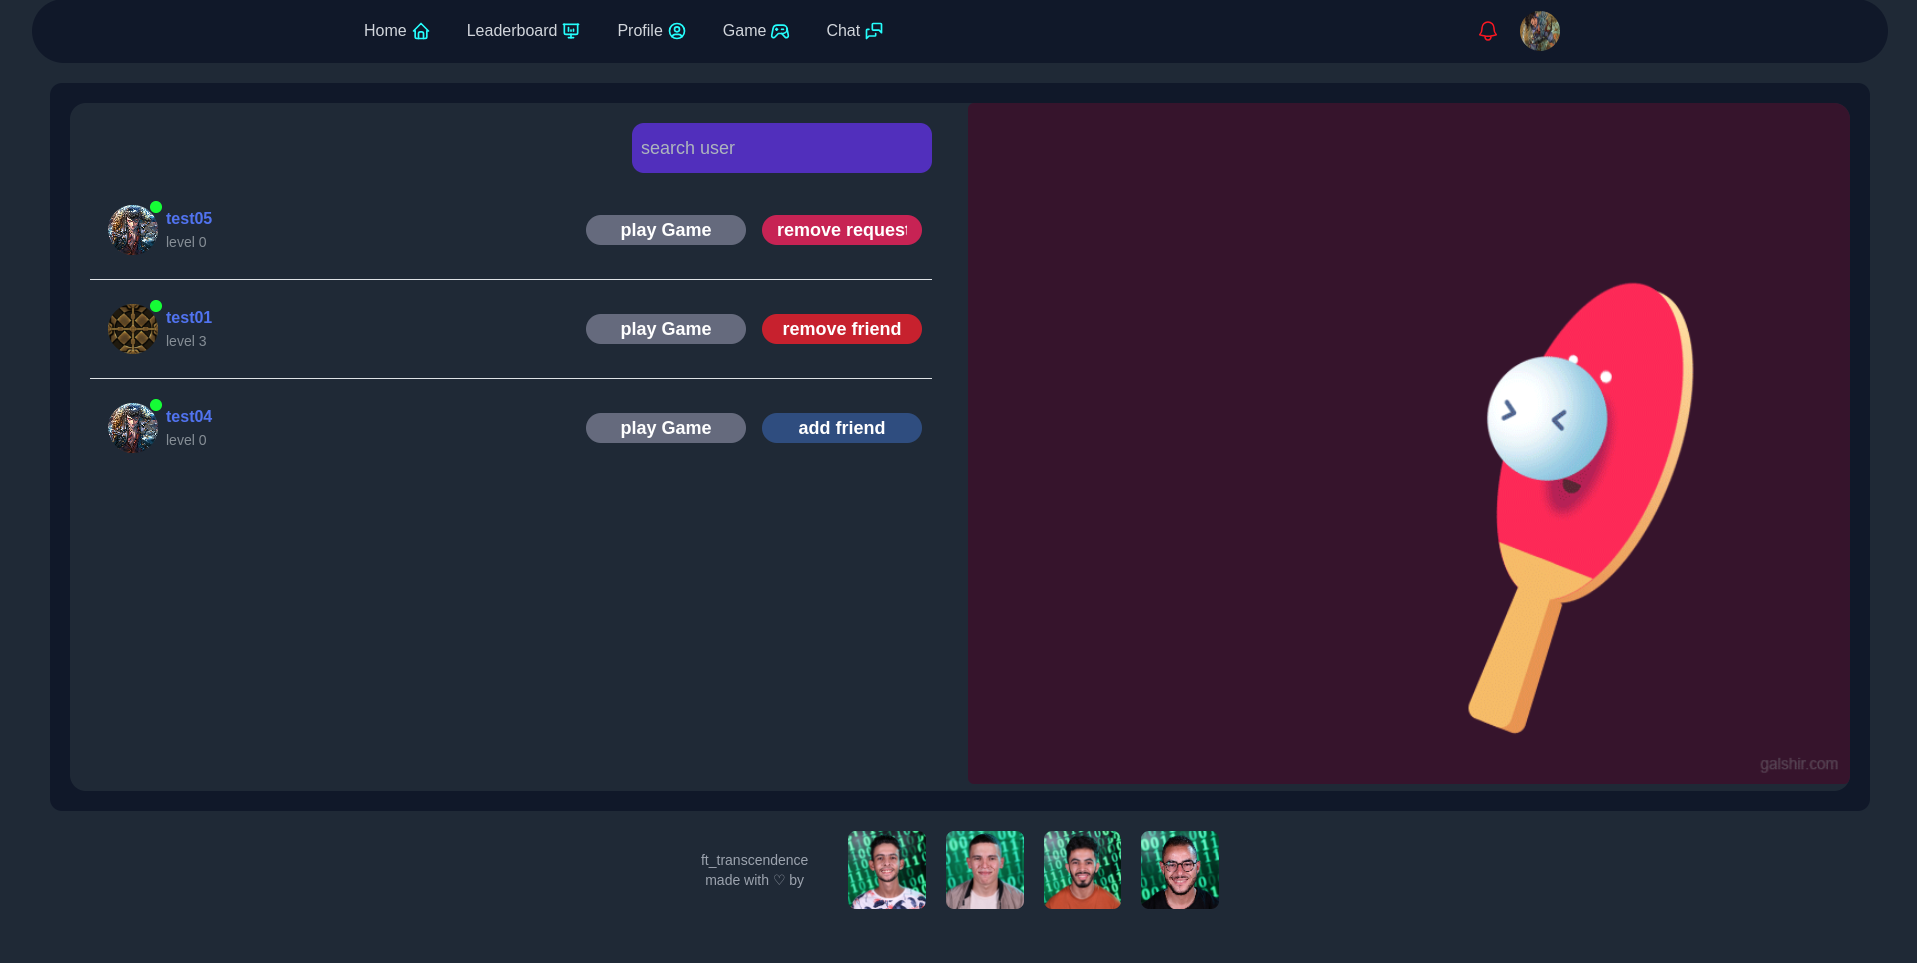 Home
Leaderboard
Profile
Game
Chat
search user
test05
level 0
play Game
remove request
test01
level 3
play Game
remove friend
test04
level 0
play Game
add friend
galshir.com
ft_transcendence
made with ♡ by